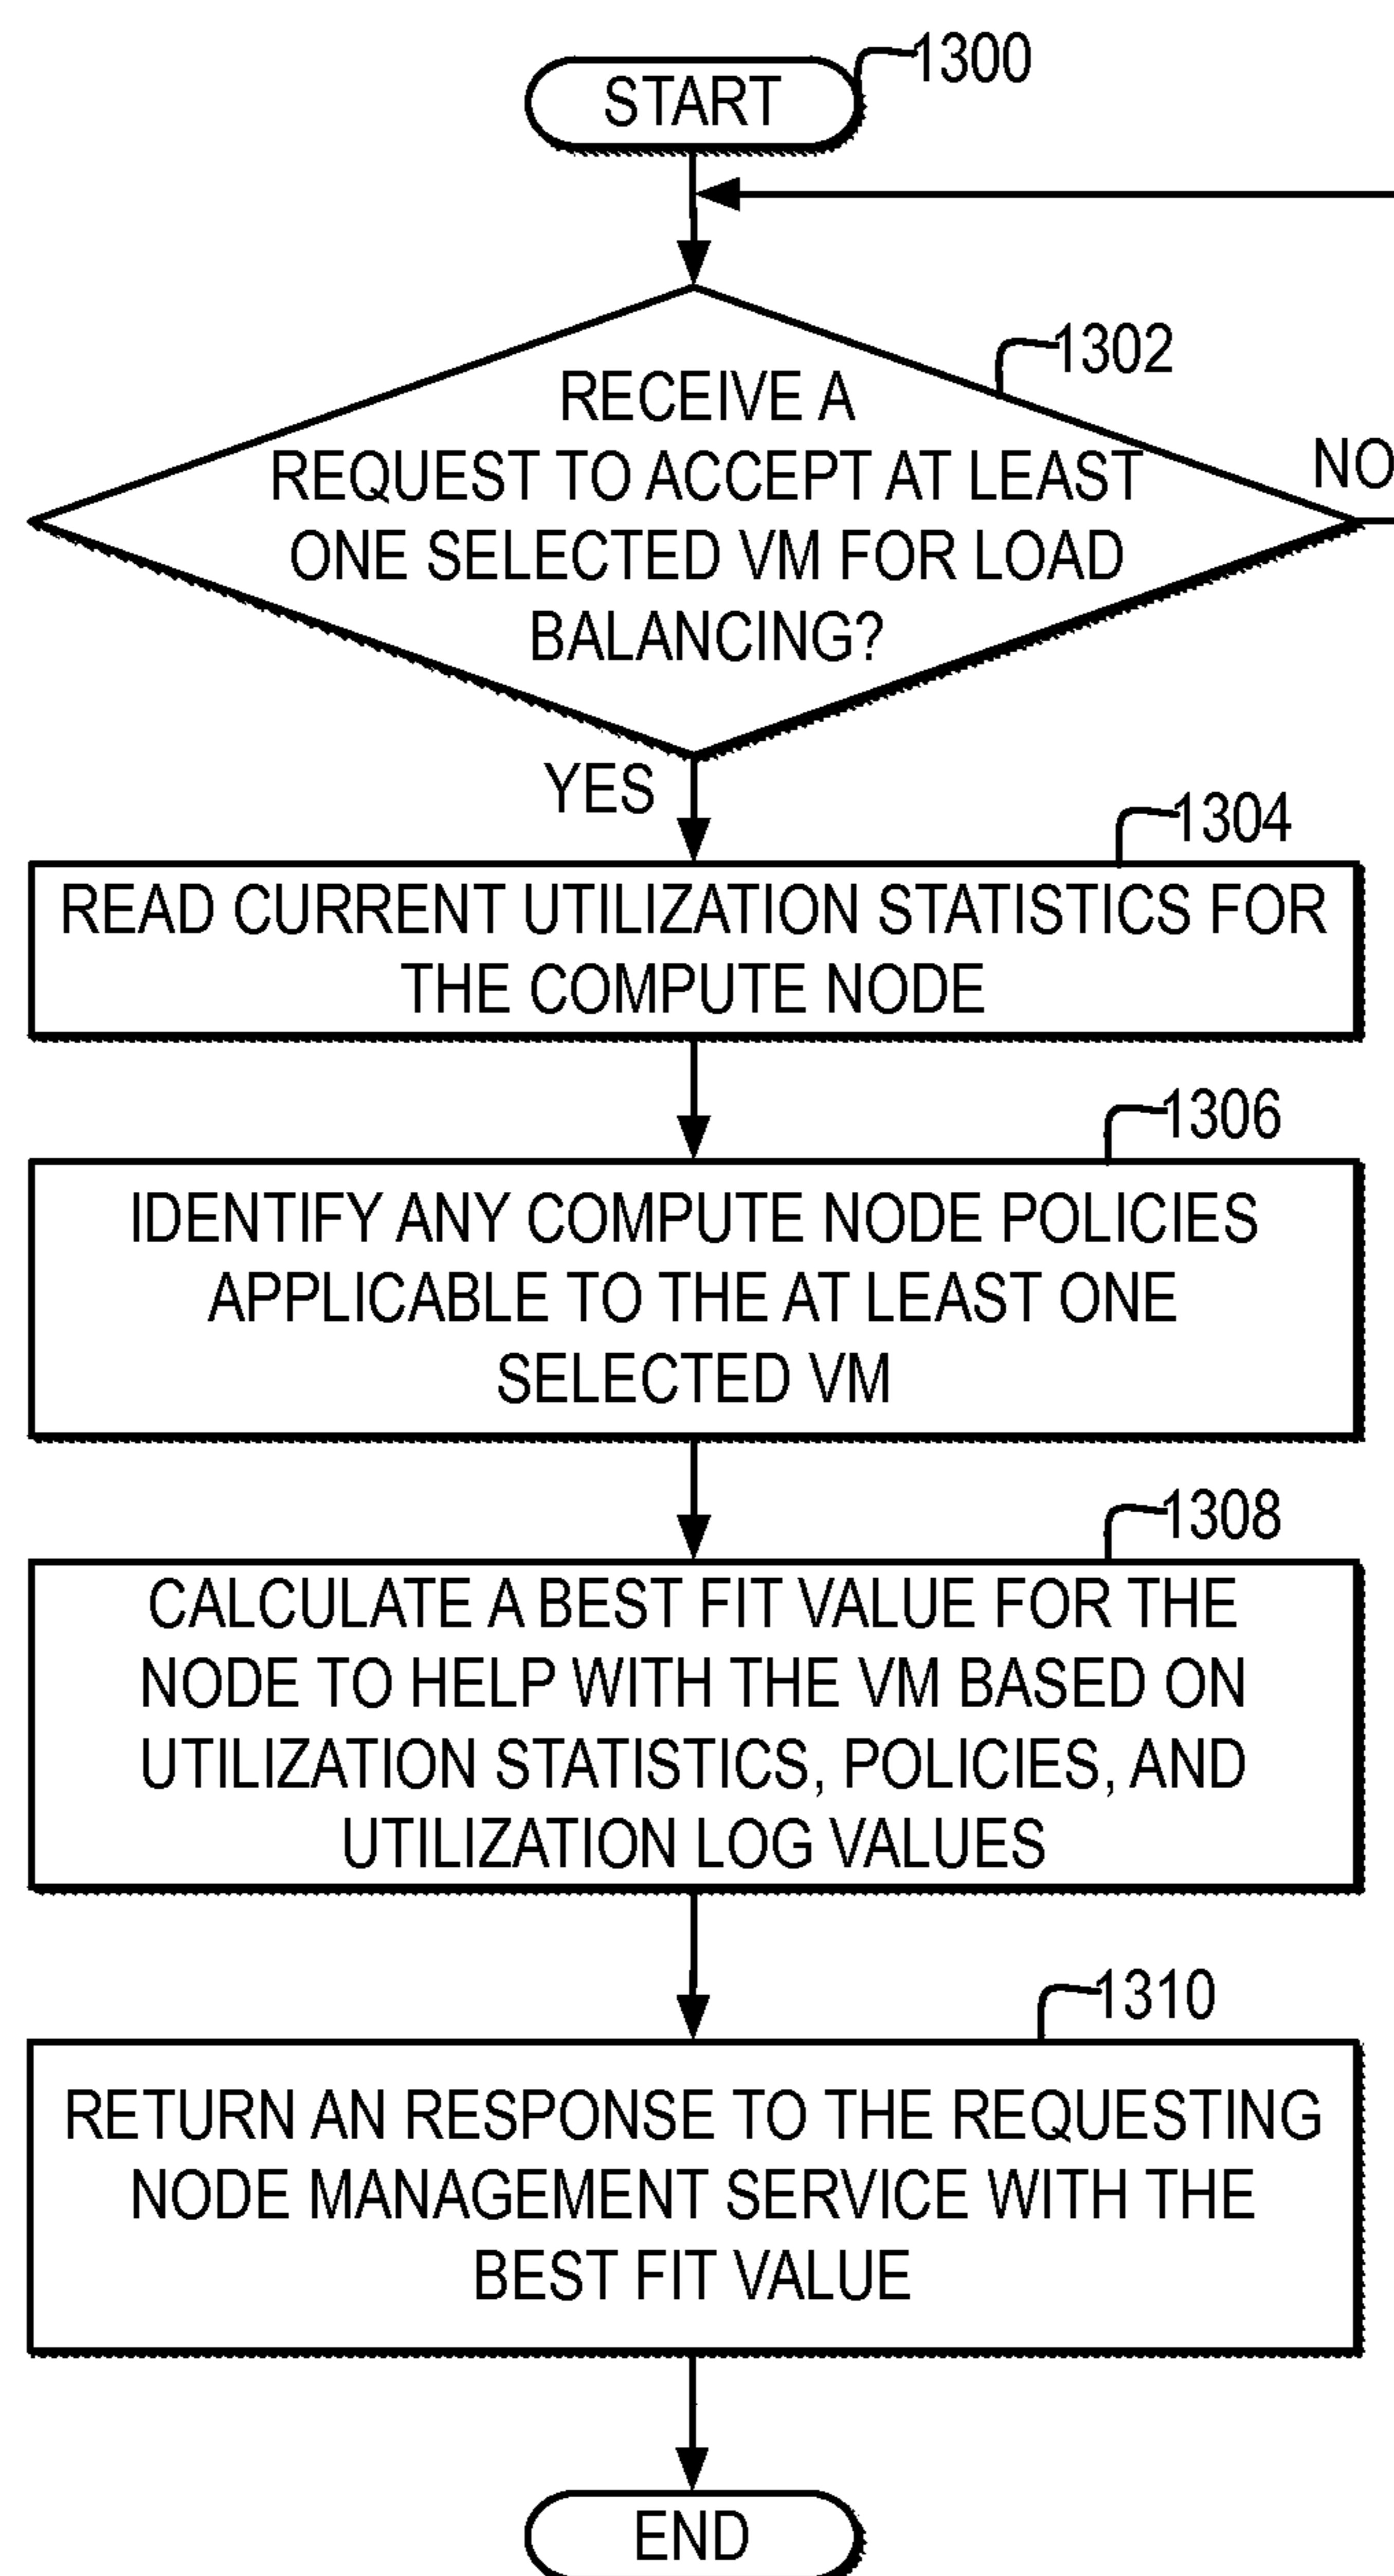 START
1300
1302
RECEIVE A
REQUEST TO ACCEPT AT LEAST
ONE SELECTED VM FOR LOAD
BALANCING?
NO
YES
1304
READ CURRENT UTILIZATION STATISTICS FOR
THE COMPUTE NODE
1306
IDENTIFY ANY COMPUTE NODE POLICIES
APPLICABLE TO THE AT LEAST ONE
SELECTED VM
1308
CALCULATE A BEST FIT VALUE FOR THE
NODE TO HELP WITH THE VM BASED ON
UTILIZATION STATISTICS, POLICIES, AND
UTILIZATION LOG VALUES
1310
RETURN AN RESPONSE TO THE REQUESTING
NODE MANAGEMENT SERVICE WITH THE
BEST FIT VALUE
END